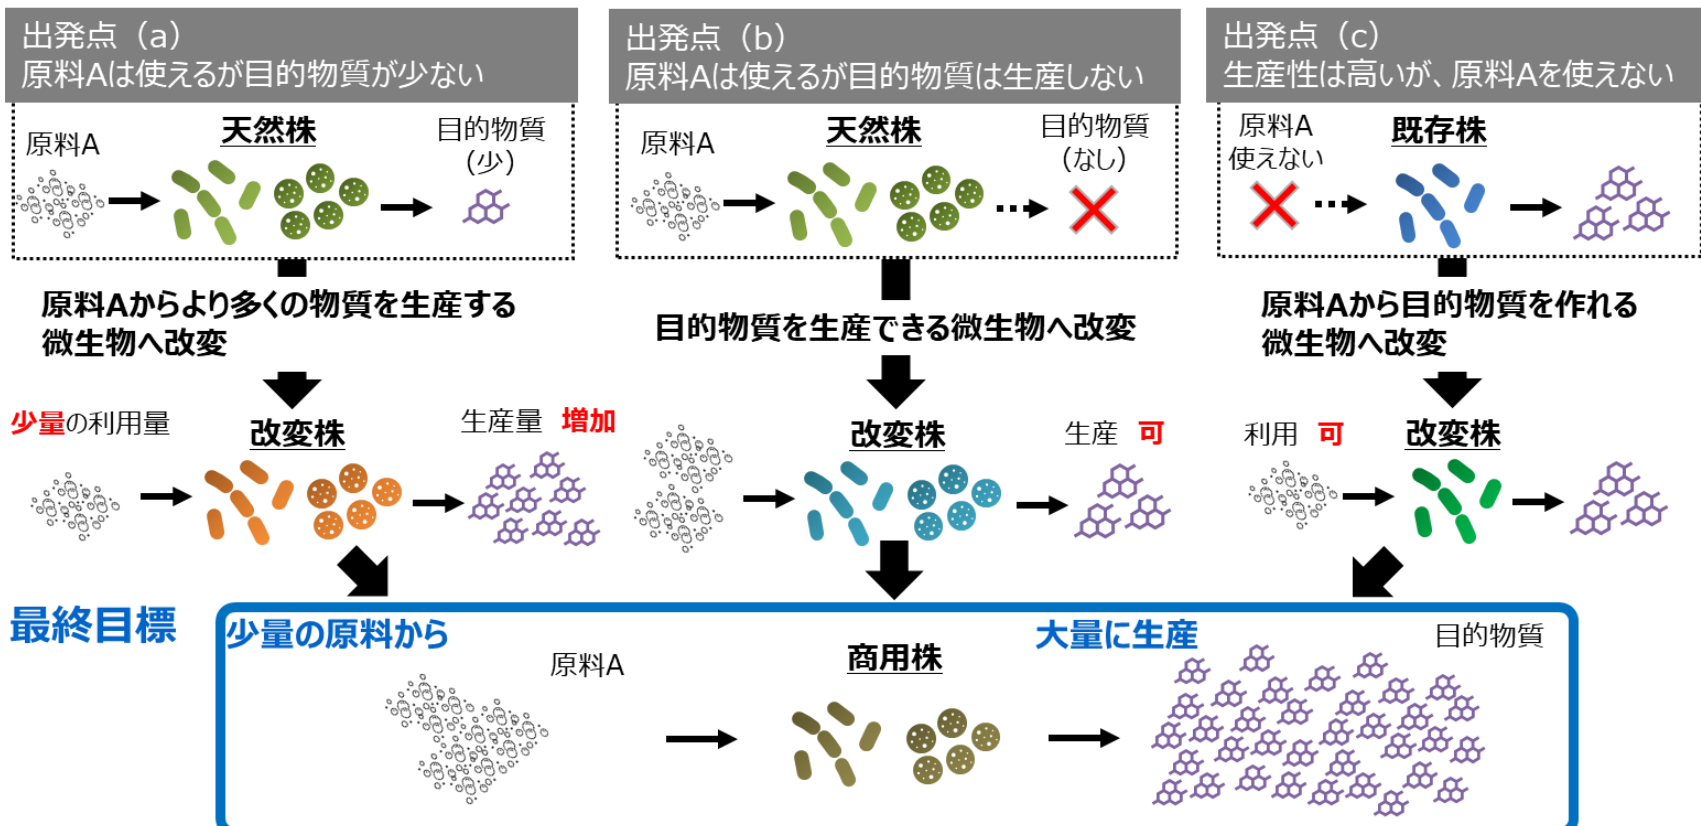 出発点（a）
原料Aは使えるが目的物質が少ない
原料A
天然株
目的物質
（少）
原料Aからより多くの物質を生産する
微生物へ改変
少量の利用量
改変株
生産量 増加
出発点（b）
原料Aは使えるが目的物質は生産しない
原料A
天然株
目的物質
（なし）
目的物質を生産できる微生物へ改変
改変株
生産 可
出発点（c）
生産性は高いが、原料Aを使えない
原料A
使えない
既存株
原料Aから目的物質を作れる
微生物へ改変
利用 可
改変株
最終目標
少量の原料から
原料A
商用株
大量に生産
目的物質